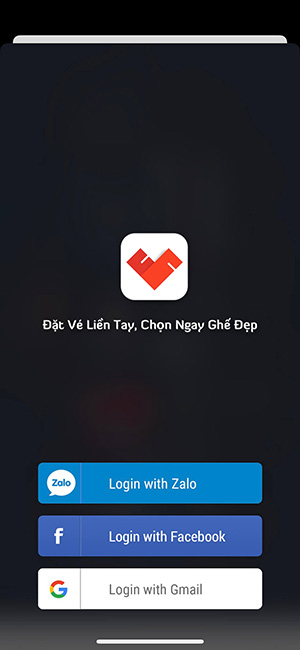 Đặt Vé Liền Tay, Chọn Ngay Ghế Đẹp
Zalo
Login with Zalo
f
Login with Facebook
G
Login with Gmail